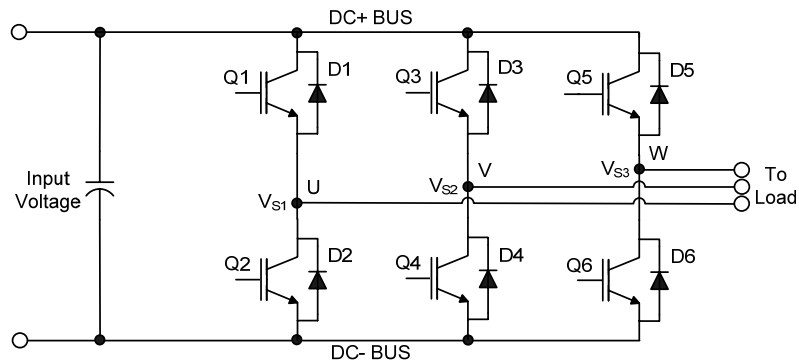 DC+ BUS
Q1
D1
Q3
D3
Q5
D5
Input
Voltage
VS1
U
VS2
V
VS3
W
To
Load
Q2
D2
Q4
D4
Q6
D6
DC- BUS